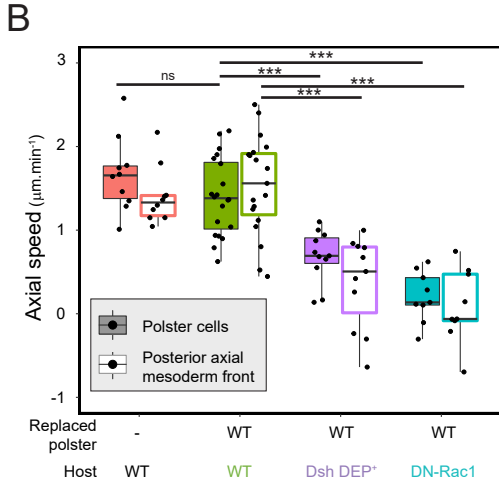 B
3
***
ns
***
***
***
2
1
0
-1
Axial speed (μm.min⁻¹)
Polster cells
Posterior axial
mesoderm front
Replaced
polster
- WT WT WT
Host WT WT Dsh DEP⁺ DN-Rac1